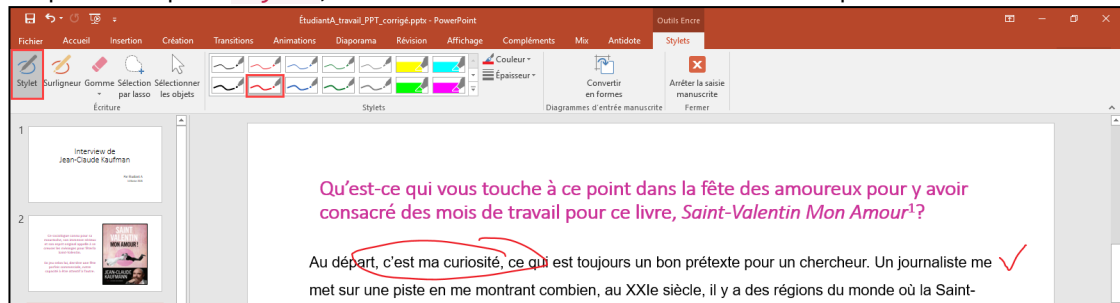 ÉtudiantA_travail_PPT_corrigé.pptx - PowerPoint
Outils Encre
Fichier Accueil Insertion Création Transitions Animations Diaporama Révision Affichage Compléments Mix Antidote Stylets
Couleur
Épaisseur
Stylet Surligneur Gomme Sélection par lasso Sélectionner les objets
Convertir en formes
Arrêter la saisie manuscrite
Écriture Stylets Diagrammes d'entrée manuscrite Fermer
1
Interview de
Jean-Claude Kaufman
2
SAINT
VALENTIN
MON AMOUR!
JEAN-CLAUDE
KAUFMANN
Qu'est-ce qui vous touche à ce point dans la fête des amoureux pour y avoir
consacré des mois de travail pour ce livre, Saint-Valentin Mon Amour¹?
Au départ, c'est ma curiosité, ce qui est toujours un bon prétexte pour un chercheur. Un journaliste me
met sur une piste en me montrant combien, au XXIe siècle, il y a des régions du monde où la Saint-